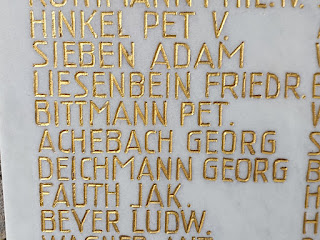 HINKEL PET V.
SIEBEN ADAM
LIESENBEIN FRIEDR.
BITTMANN PET.
ACHEBACH GEORG
DEICHMANN GEORG
FAUTH JAK.
BEYER LUDW.